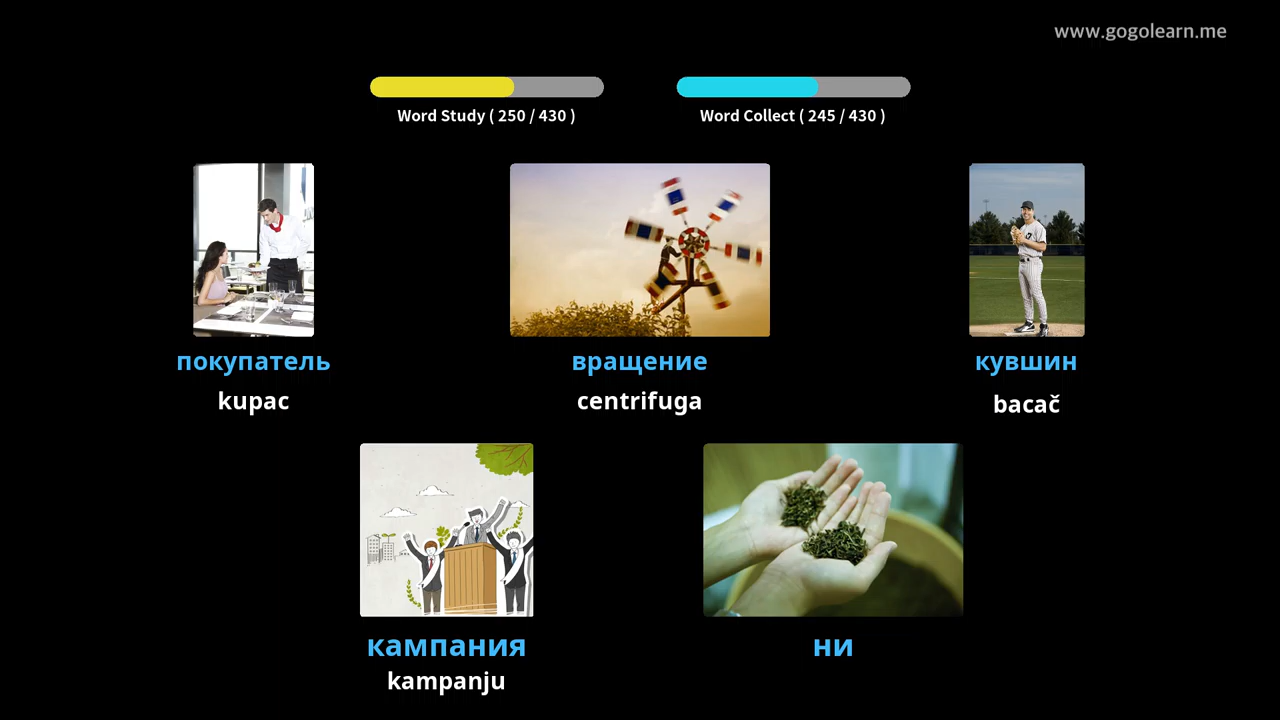 www.gogolearn.me
Word Study ( 250 / 430 )
Word Collect ( 245 / 430 )
покупатель
вращение
кувшин
kupac
centrifuga
bacač
кампания
ни
kampanju